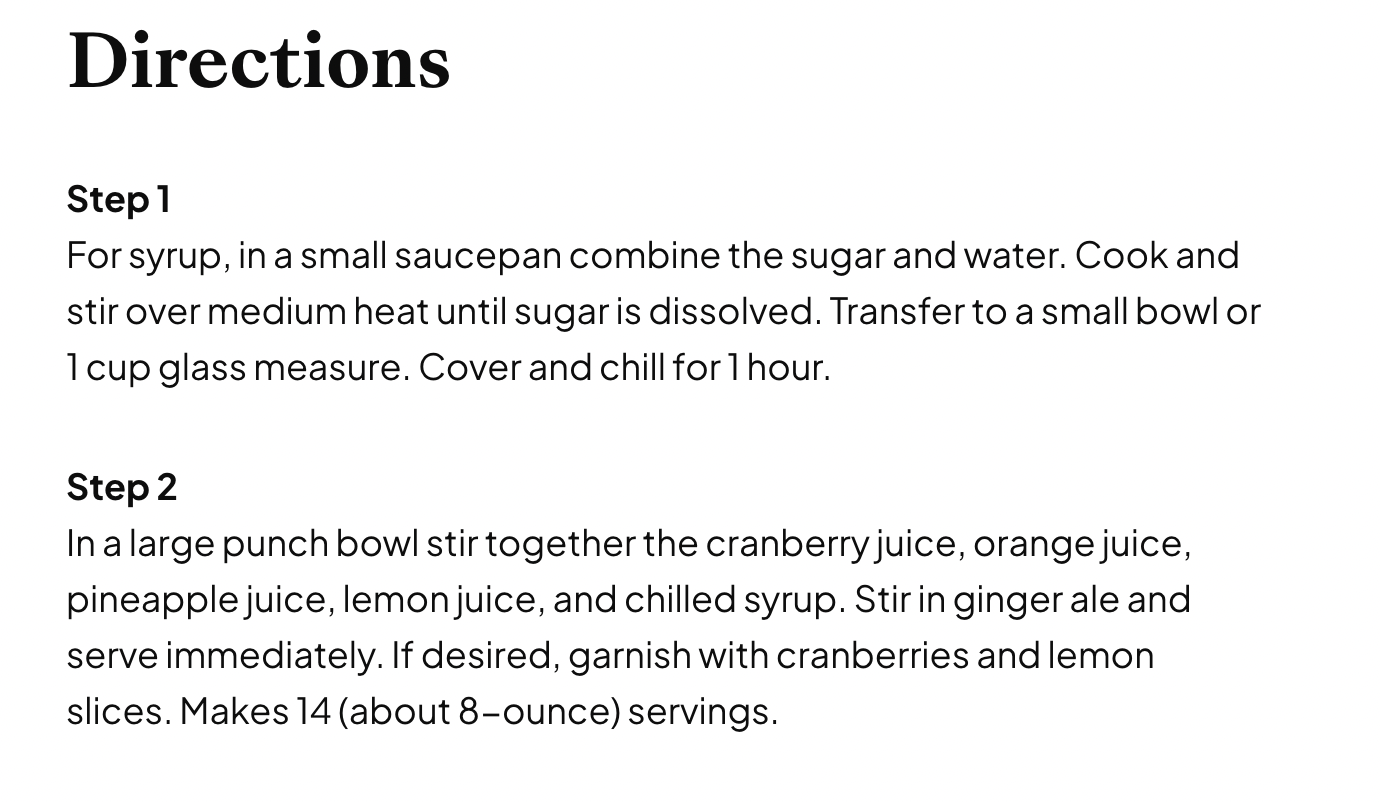 Directions
Step 1
For syrup, in a small saucepan combine the sugar and water. Cook and
stir over medium heat until sugar is dissolved. Transfer to a small bowl or
1 cup glass measure. Cover and chill for 1 hour.
Step 2
In a large punch bowl stir together the cranberry juice, orange juice,
pineapple juice, lemon juice, and chilled syrup. Stir in ginger ale and
serve immediately. If desired, garnish with cranberries and lemon
slices. Makes 14 (about 8–ounce) servings.